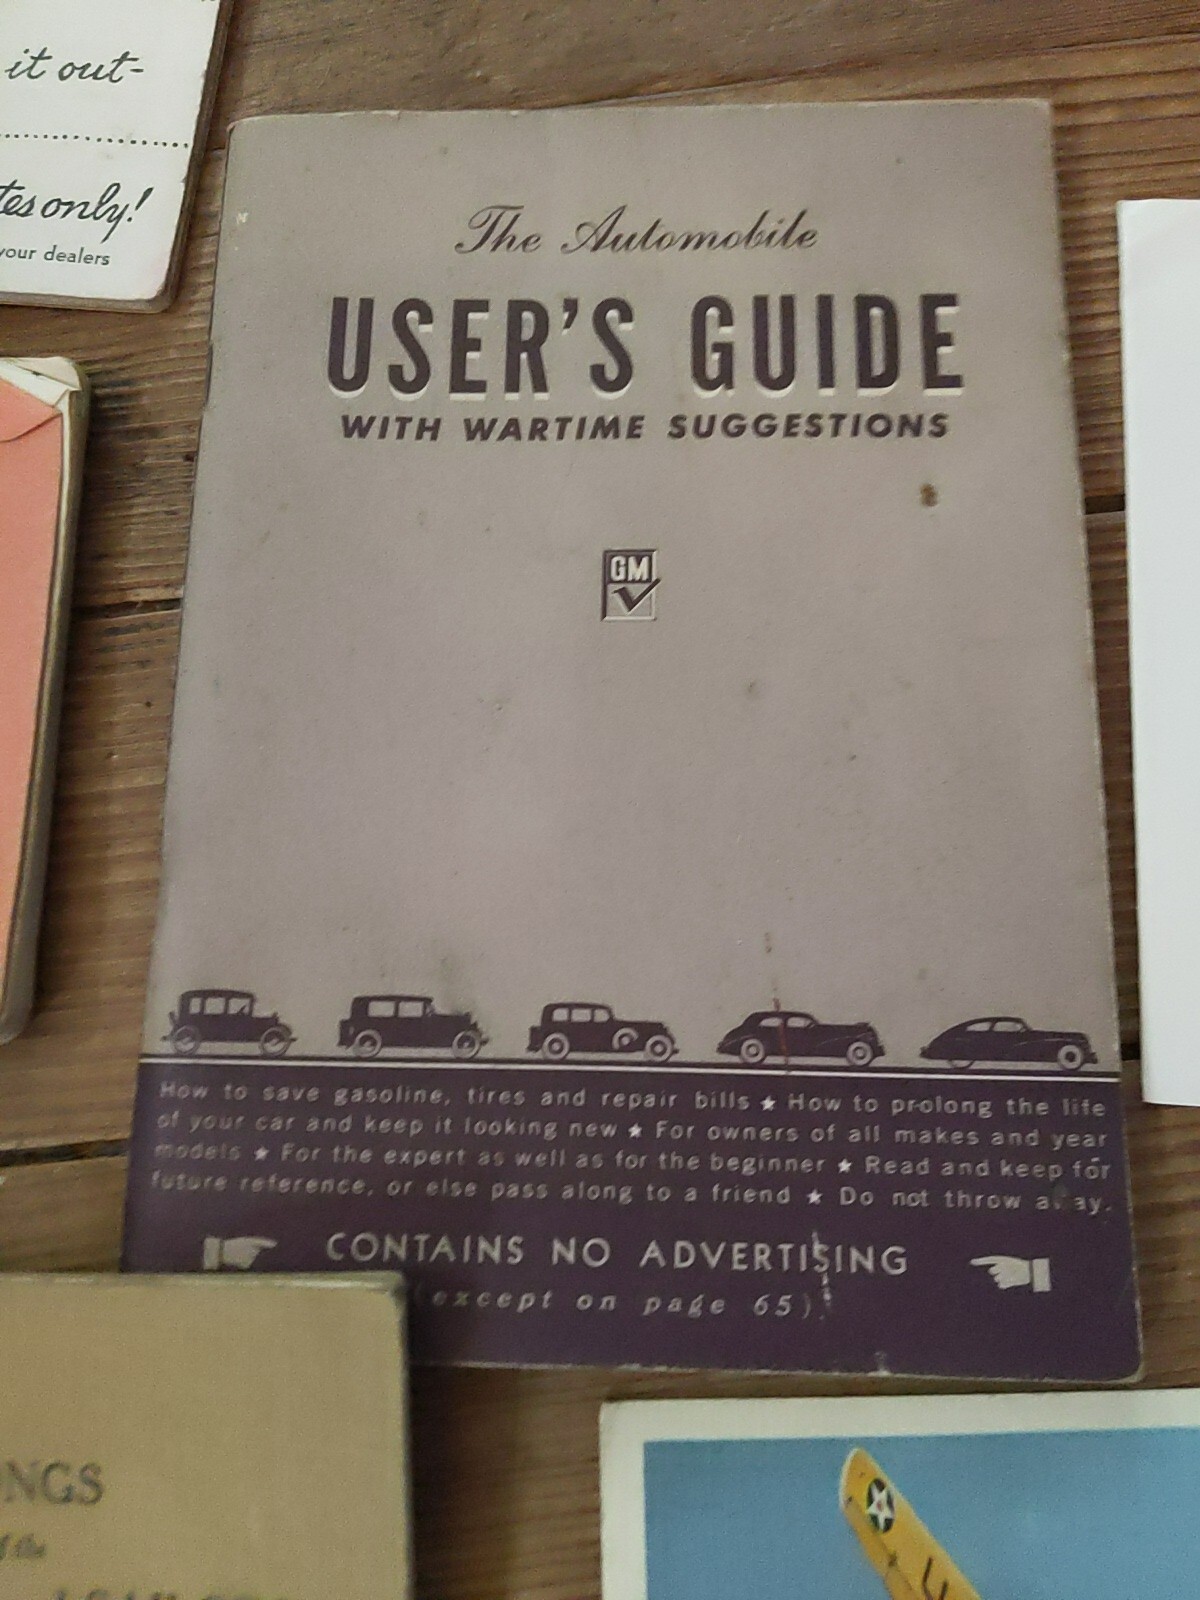 it out-
tes only!
your dealers
The Automobile
USER'S GUIDE
WITH WARTIME SUGGESTIONS
GM
How to save gasoline, tires and repair bills ★ How to prolong the life
of your car and keep it looking new ★ For owners of all makes and year
models ★ For the expert as well as for the beginner ★ Read and keep for
future reference, or else pass along to a friend ★ Do not throw away.
CONTAINS NO ADVERTISING
(except on page 65)
NGS
of the